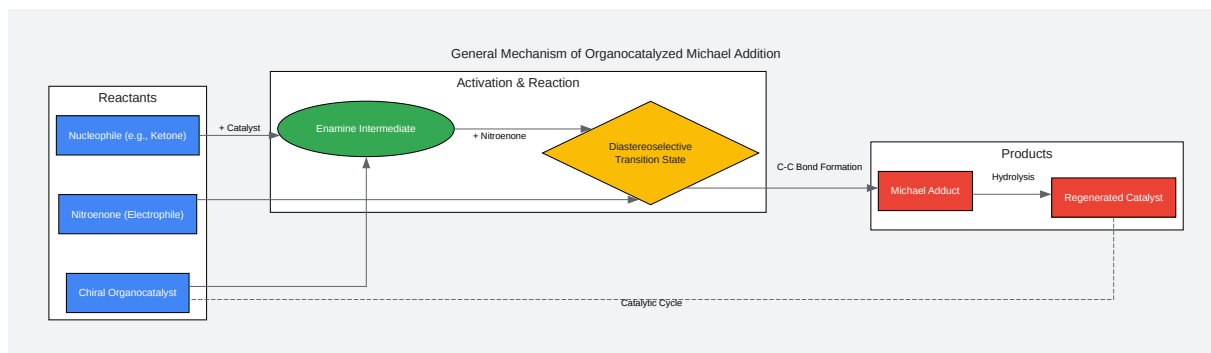 General Mechanism of Organocatalyzed Michael Addition
Reactants
Nucleophile (e.g., Ketone)
Nitroenone (Electrophile)
Chiral Organocatalyst
+ Catalyst
Activation & Reaction
Enamine Intermediate
+ Nitroenone
Diastereoselective
Transition State
C-C Bond Formation
Products
Michael Adduct
Hydrolysis
Regenerated Catalyst
Catalytic Cycle